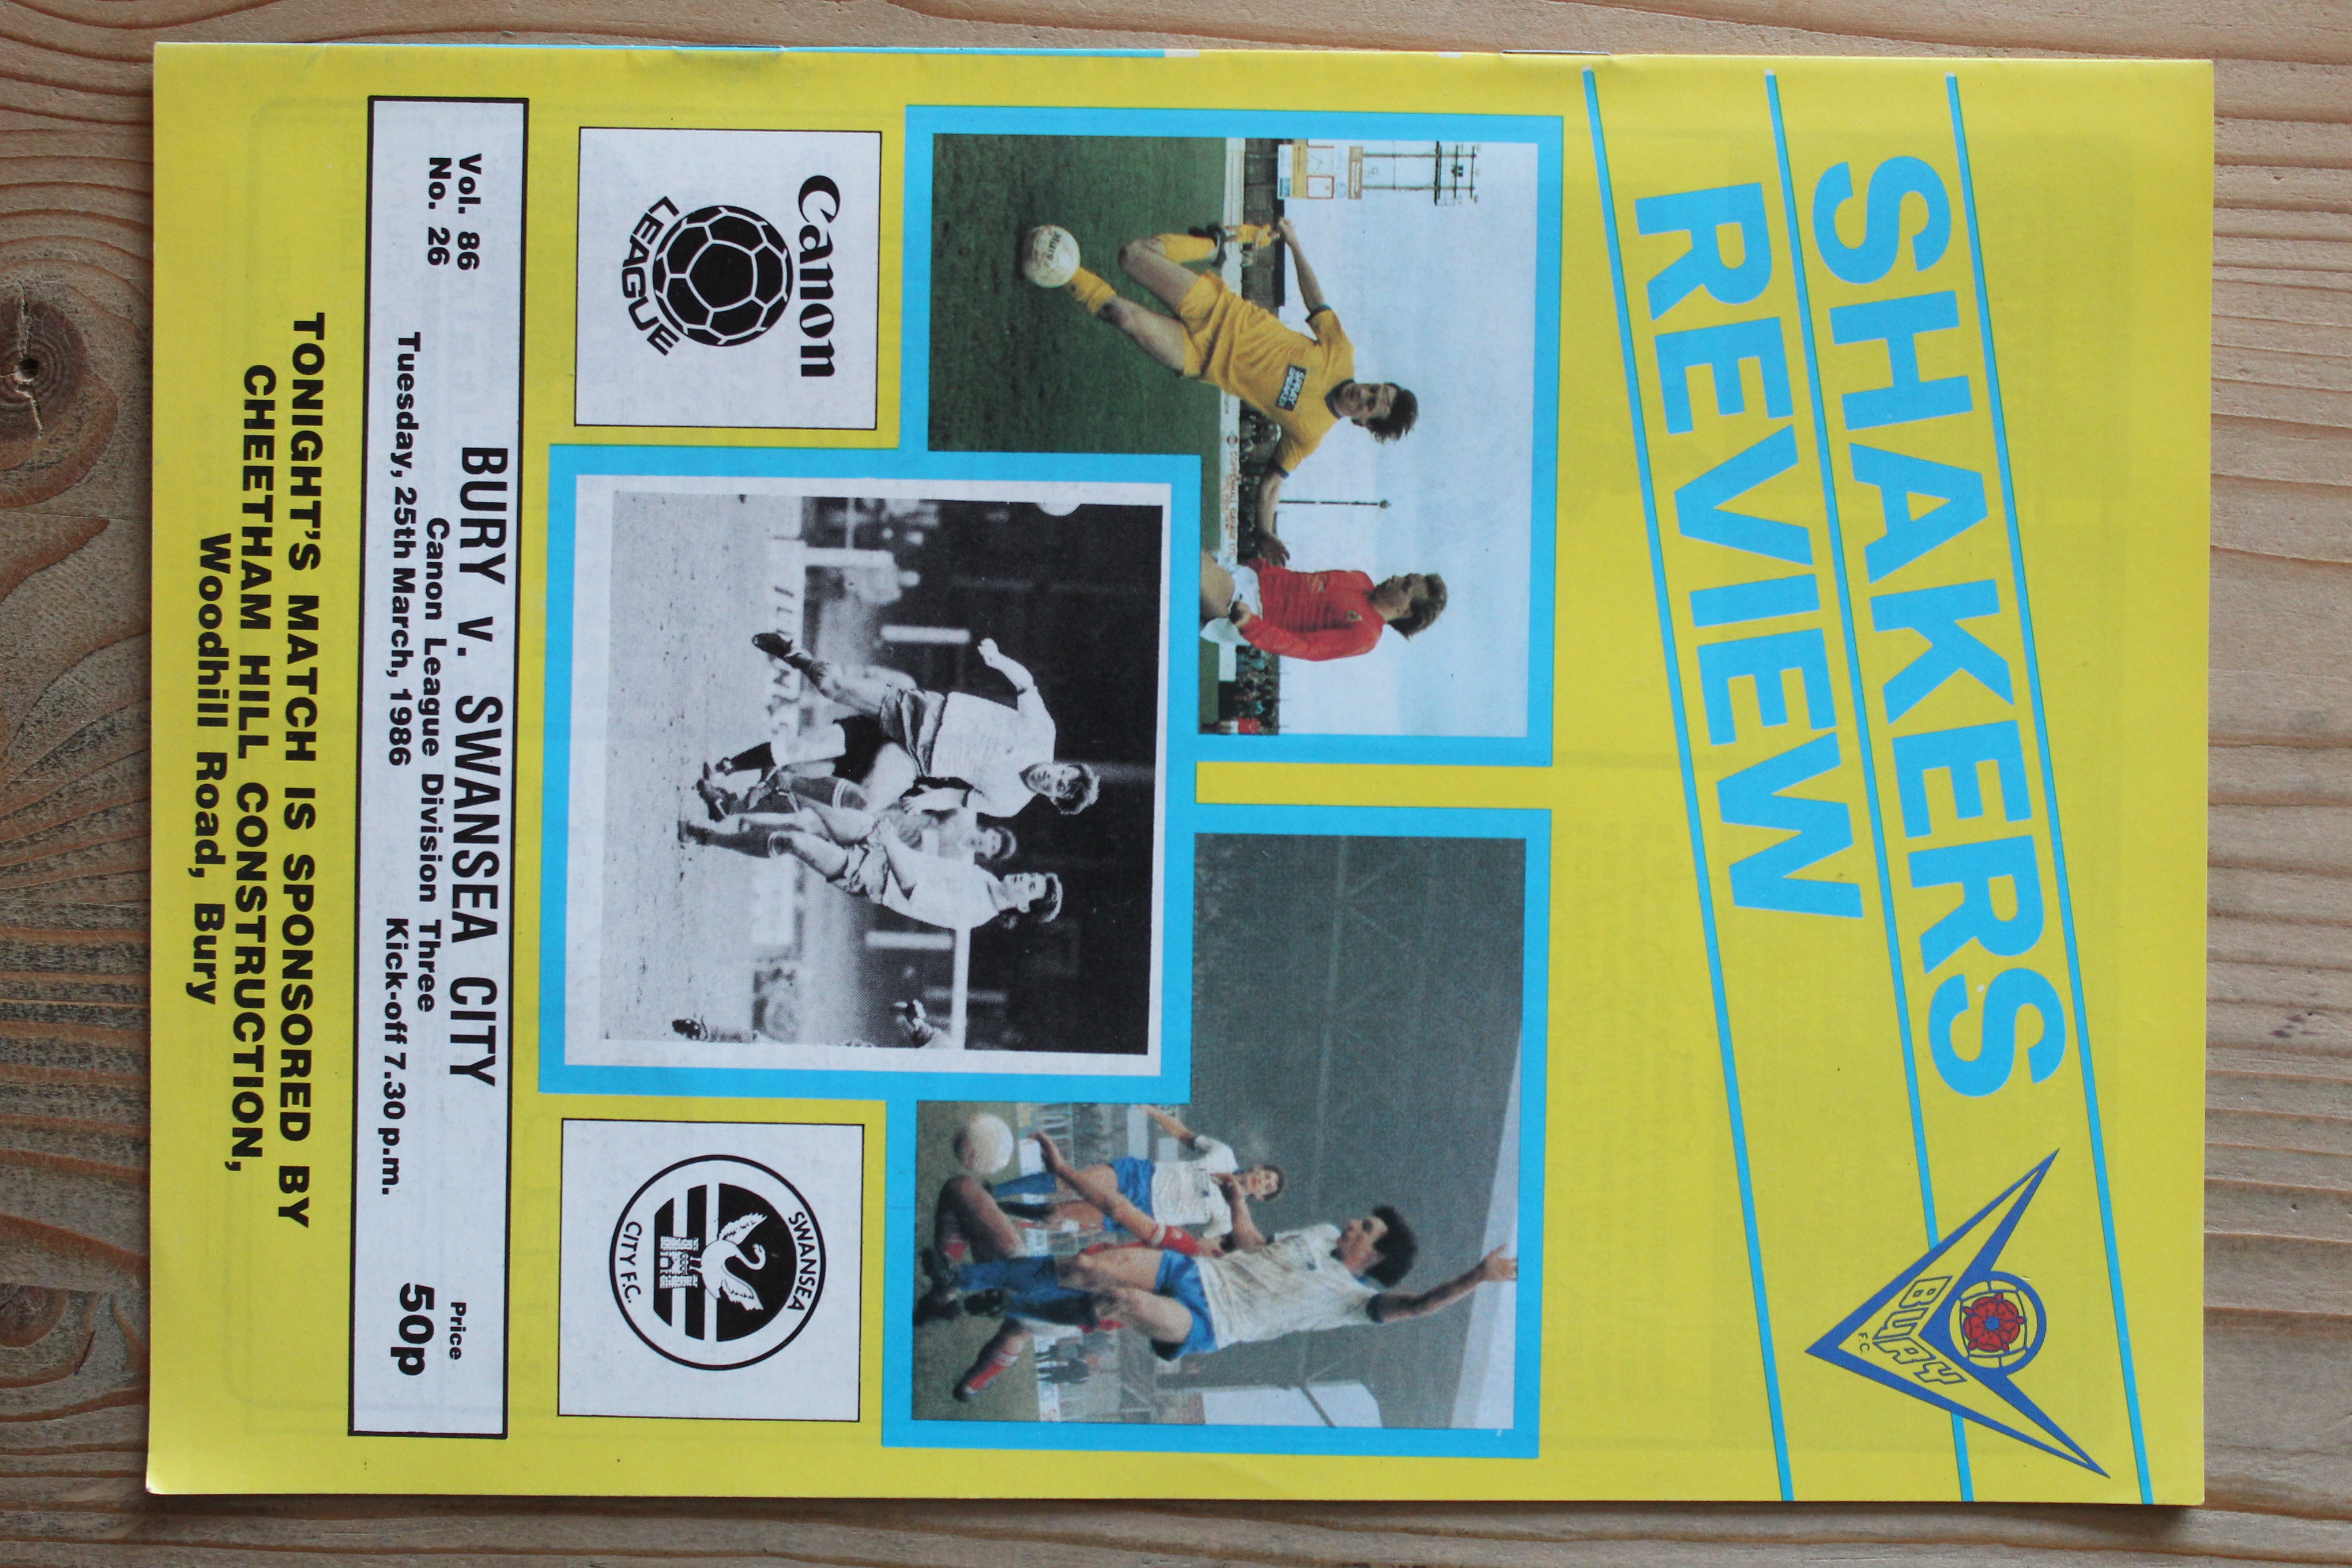 SHAKERS
REVIEW
BURY
F.C.
Canon
LEAGUE
SWANSEA
CITY F.C.
Vol. 86
No. 26
BURY v. SWANSEA CITY
Canon League Division Three
Tuesday, 25th March, 1986
Kick-off 7.30 p.m.
Price
50p
TONIGHT'S MATCH IS SPONSORED BY
CHEETHAM HILL CONSTRUCTION,
Woodhill Road, Bury